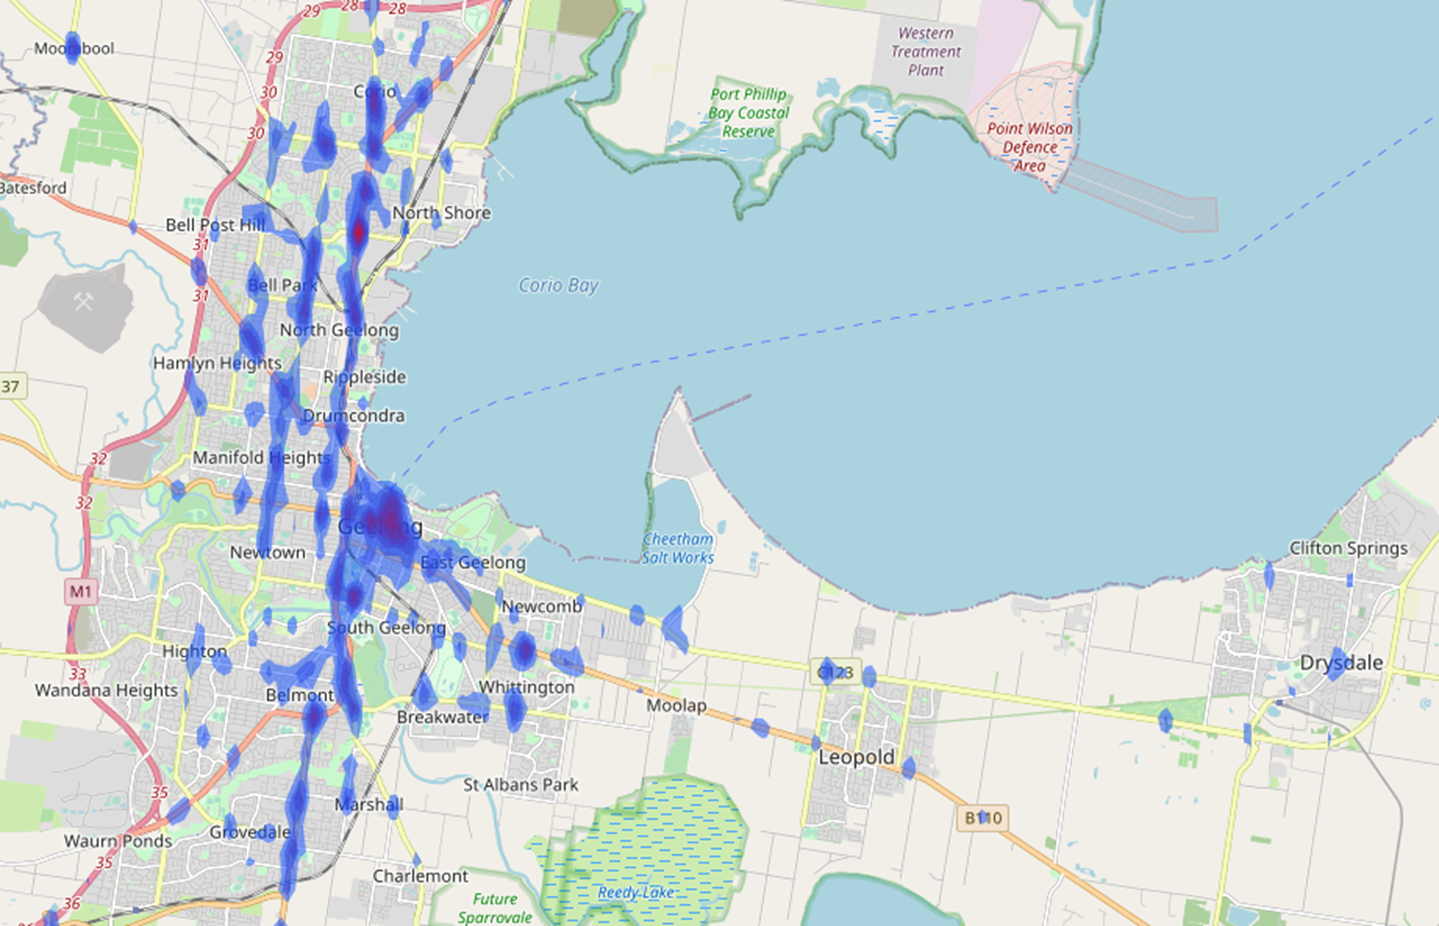 29
28
28
Western
Treatment
Plant
Moombool
29
30
Corio
Port Phillip
Bay Coastal
Reserve
30
Point Wilson
Defence
Area
Batesford
Bell Post Hill
North Shore
31
31
Bell Park
Corio Bay
North Geelong
Hamlyn Heights
Rippleside
37
Drumcondra
Manifold Heights
32
32
Geelong
Newtown
East Geelong
Cheetham
Salt Works
Clifton Springs
M1
Newcomb
South Geelong
Highton
33
C123
Drysdale
Wandana Heights
Belmont
Whittington
Breakwater
Moolap
Leopold
St Albans Park
35
Marshall
B110
Grovedale
Waurn Ponds
35
Charlemont
Reedy Lake
36
Future
Sparrovale